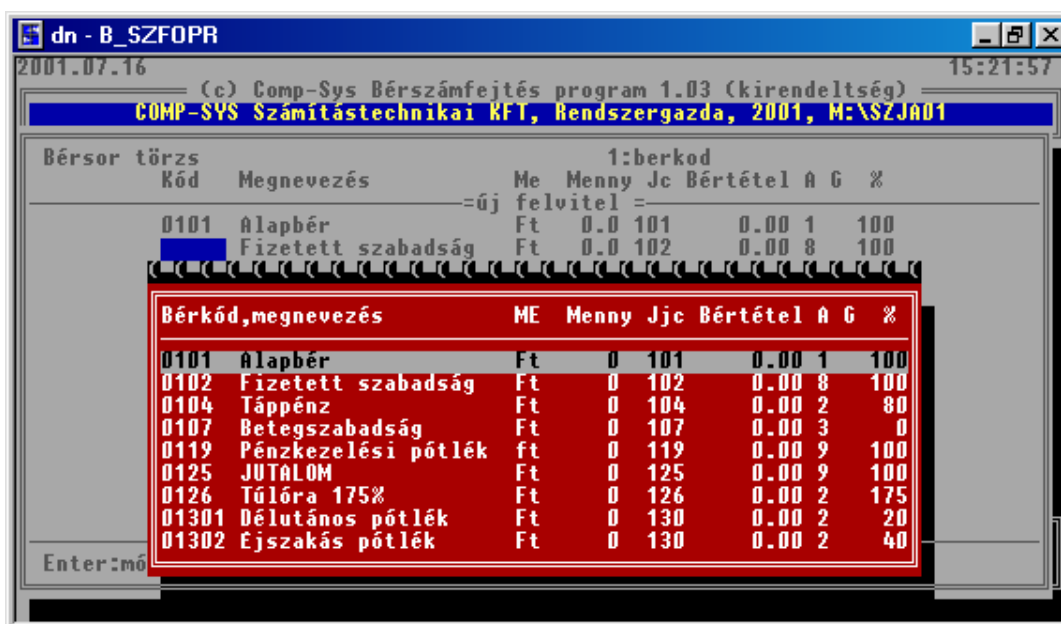 dn - B_SZFOPR
2001.07.16 15:21:57
(c) Comp-Sys Bérszámfejtés program 1.03 (kirendeltség)
COMP-SYS Számítástechnikai KFT, Rendszergazda, 2001, M:\SZJA01
Bérsor törzs 1:berkod
Kód Megnevezés Me Menny Jc Bértétel A G %
=új felvitel =
0101 Alapbér Ft 0.0 101 0.00 1 100
Fizetett szabadság Ft 0.0 102 0.00 8 100
Bérkód,megnevezés ME Menny Jjc Bértétel A G %
0101 Alapbér Ft 0 101 0.00 1 100
0102 Fizetett szabadság Ft 0 102 0.00 8 100
0104 Táppénz Ft 0 104 0.00 2 80
0107 Betegszabadság Ft 0 107 0.00 3 0
0119 Pénzkezelési pótlék ft 0 119 0.00 9 100
0125 JUTALOM Ft 0 125 0.00 9 100
0126 Túlóra 175% Ft 0 126 0.00 2 175
01301 Délutános pótlék Ft 0 130 0.00 2 20
01302 Éjszakás pótlék Ft 0 130 0.00 2 40
Enter:mó